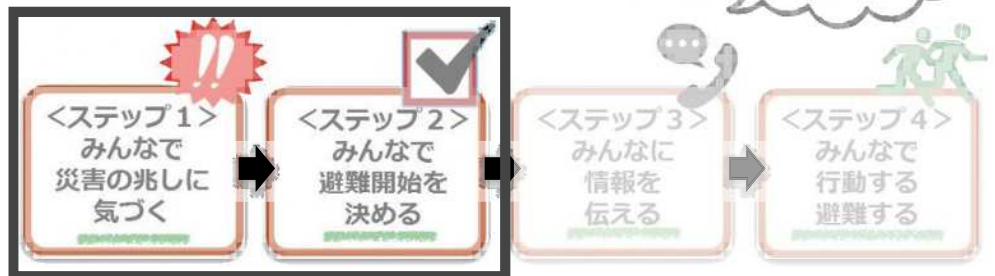 <ステップ1>
みんなで
災害の兆しに
気づく
<ステップ2>
みんなで
避難開始を
決める
<ステップ3>
みんなに
情報を
伝える
<ステップ4>
みんなで
行動する
避難する